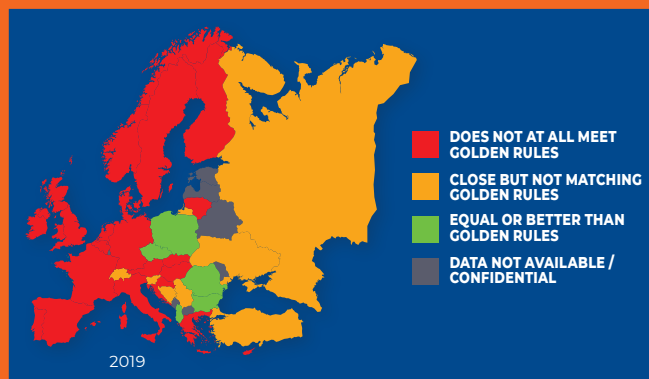 DOES NOT AT ALL MEET
GOLDEN RULES
CLOSE BUT NOT MATCHING
GOLDEN RULES
EQUAL OR BETTER THAN
GOLDEN RULES
DATA NOT AVAILABLE /
CONFIDENTIAL
2019